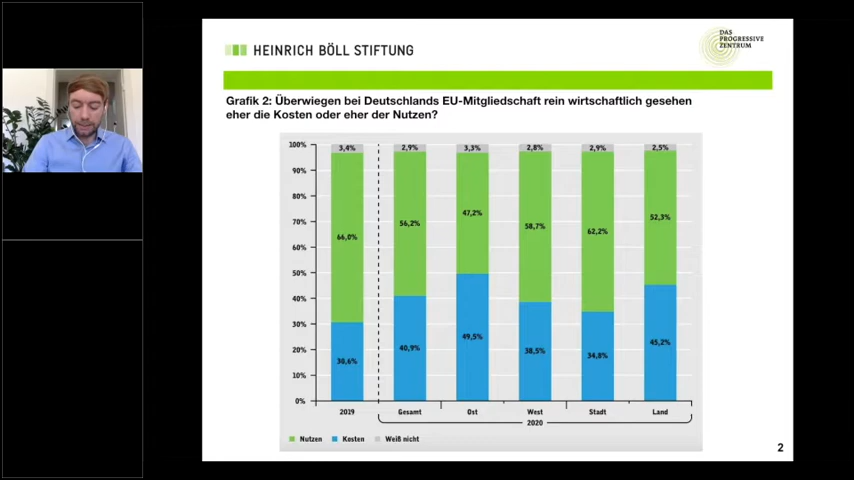 HEINRICH BÖLL STIFTUNG
DAS
PROGRESSIVE
ZENTRUM
Grafik 2: Überwiegen bei Deutschlands EU-Mitgliedschaft rein wirtschaftlich gesehen
eher die Kosten oder eher der Nutzen?
100%
90%
80%
70%
60%
50%
40%
30%
20%
10%
0%
3,4% 2,9% 3,3% 2,8% 2,9% 2,5%
66,0% 56,2% 47,2% 58,7% 62,2% 52,3%
30,6% 40,9% 49,5% 38,5% 34,8% 45,2%
2019 Gesamt Ost West Stadt Land
2020
Nutzen Kosten Weiß nicht
2